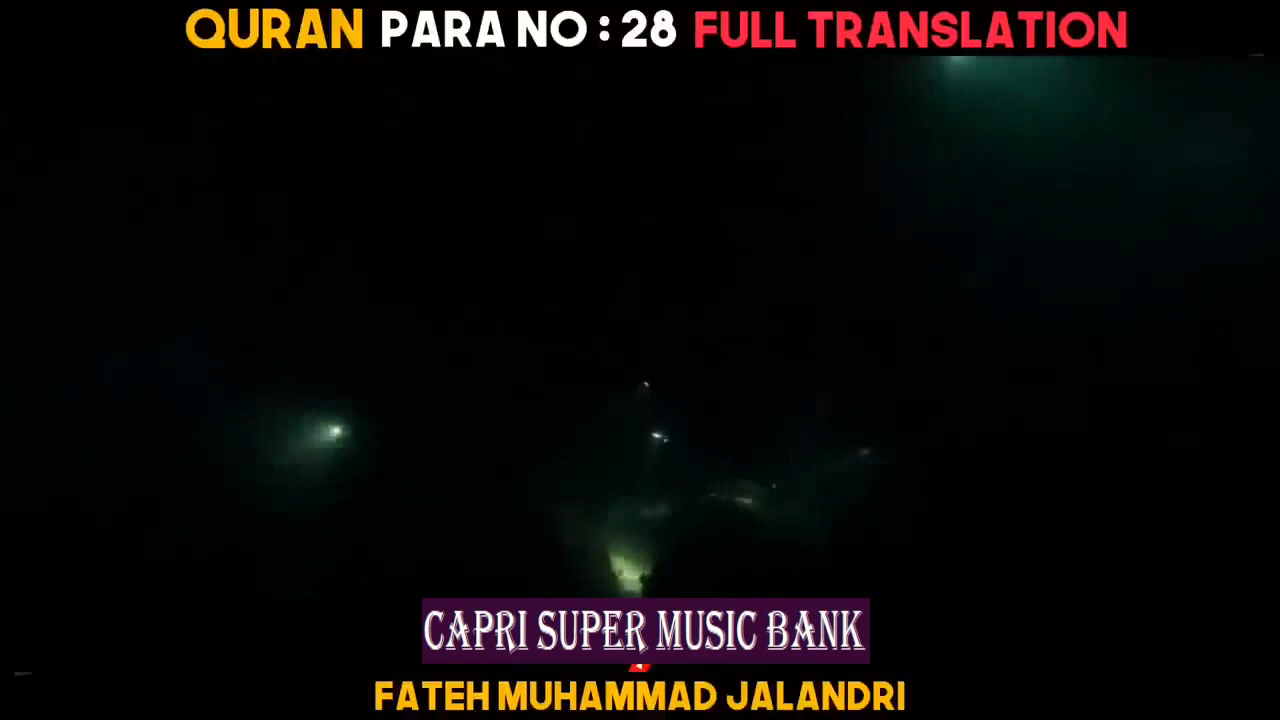 QURAN PARA NO : 28 FULL TRANSLATION
CAPRI SUPER MUSIC BANK
FATEH MUHAMMAD JALANDRI